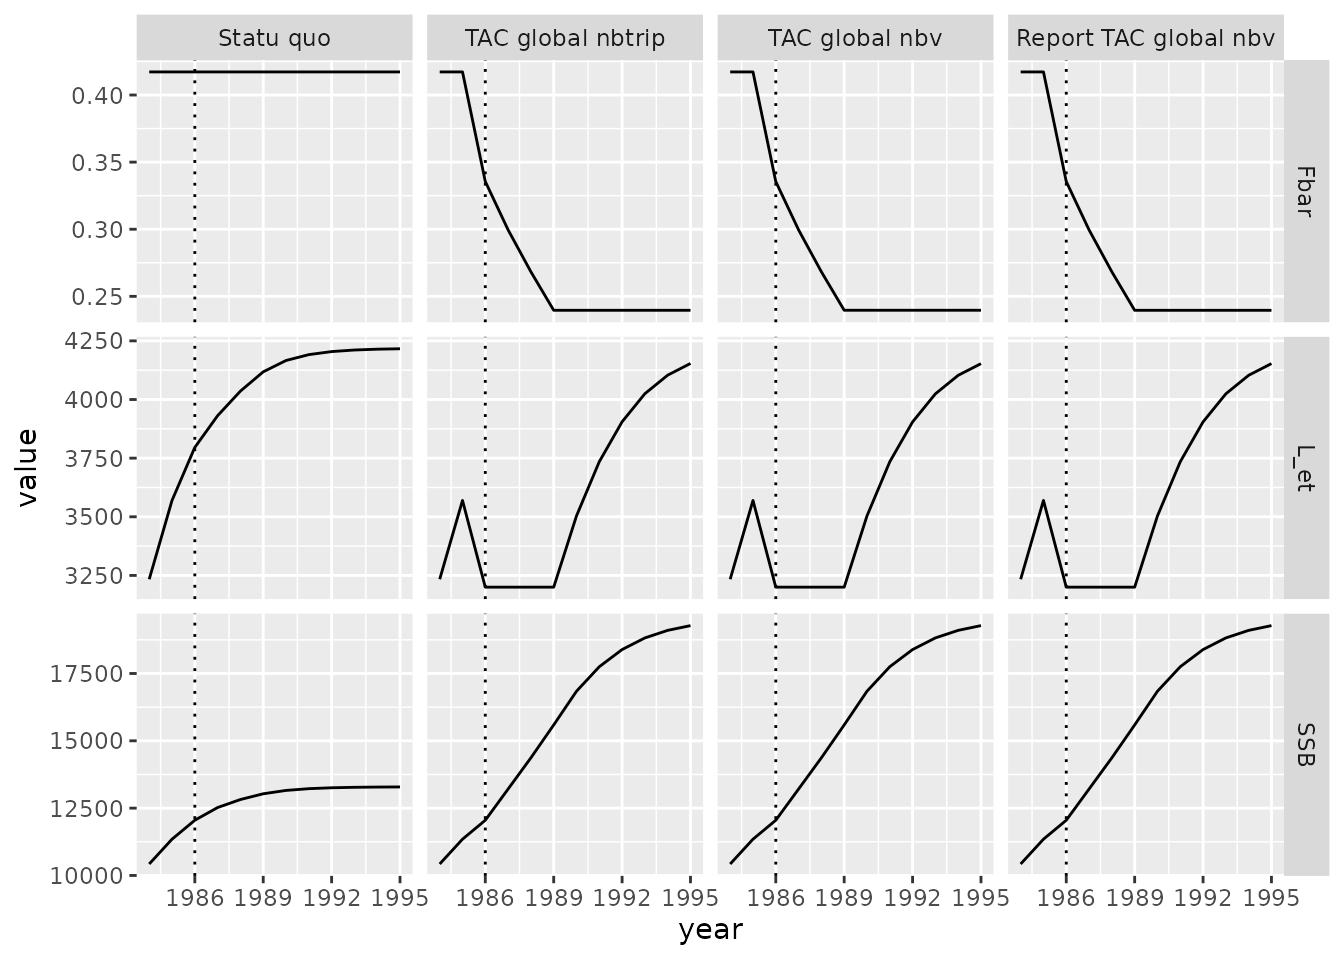 Statu quo TAC global nbtrip TAC global nbv Report TAC global nbv
0.40
0.35
0.30
0.25
Fbar
4250
4000
3750
3500
3250
L_et
17500
15000
12500
10000
SSB
value
1986 1989 1992 1995 1986 1989 1992 1995 1986 1989 1992 1995 1986 1989 1992 1995
year